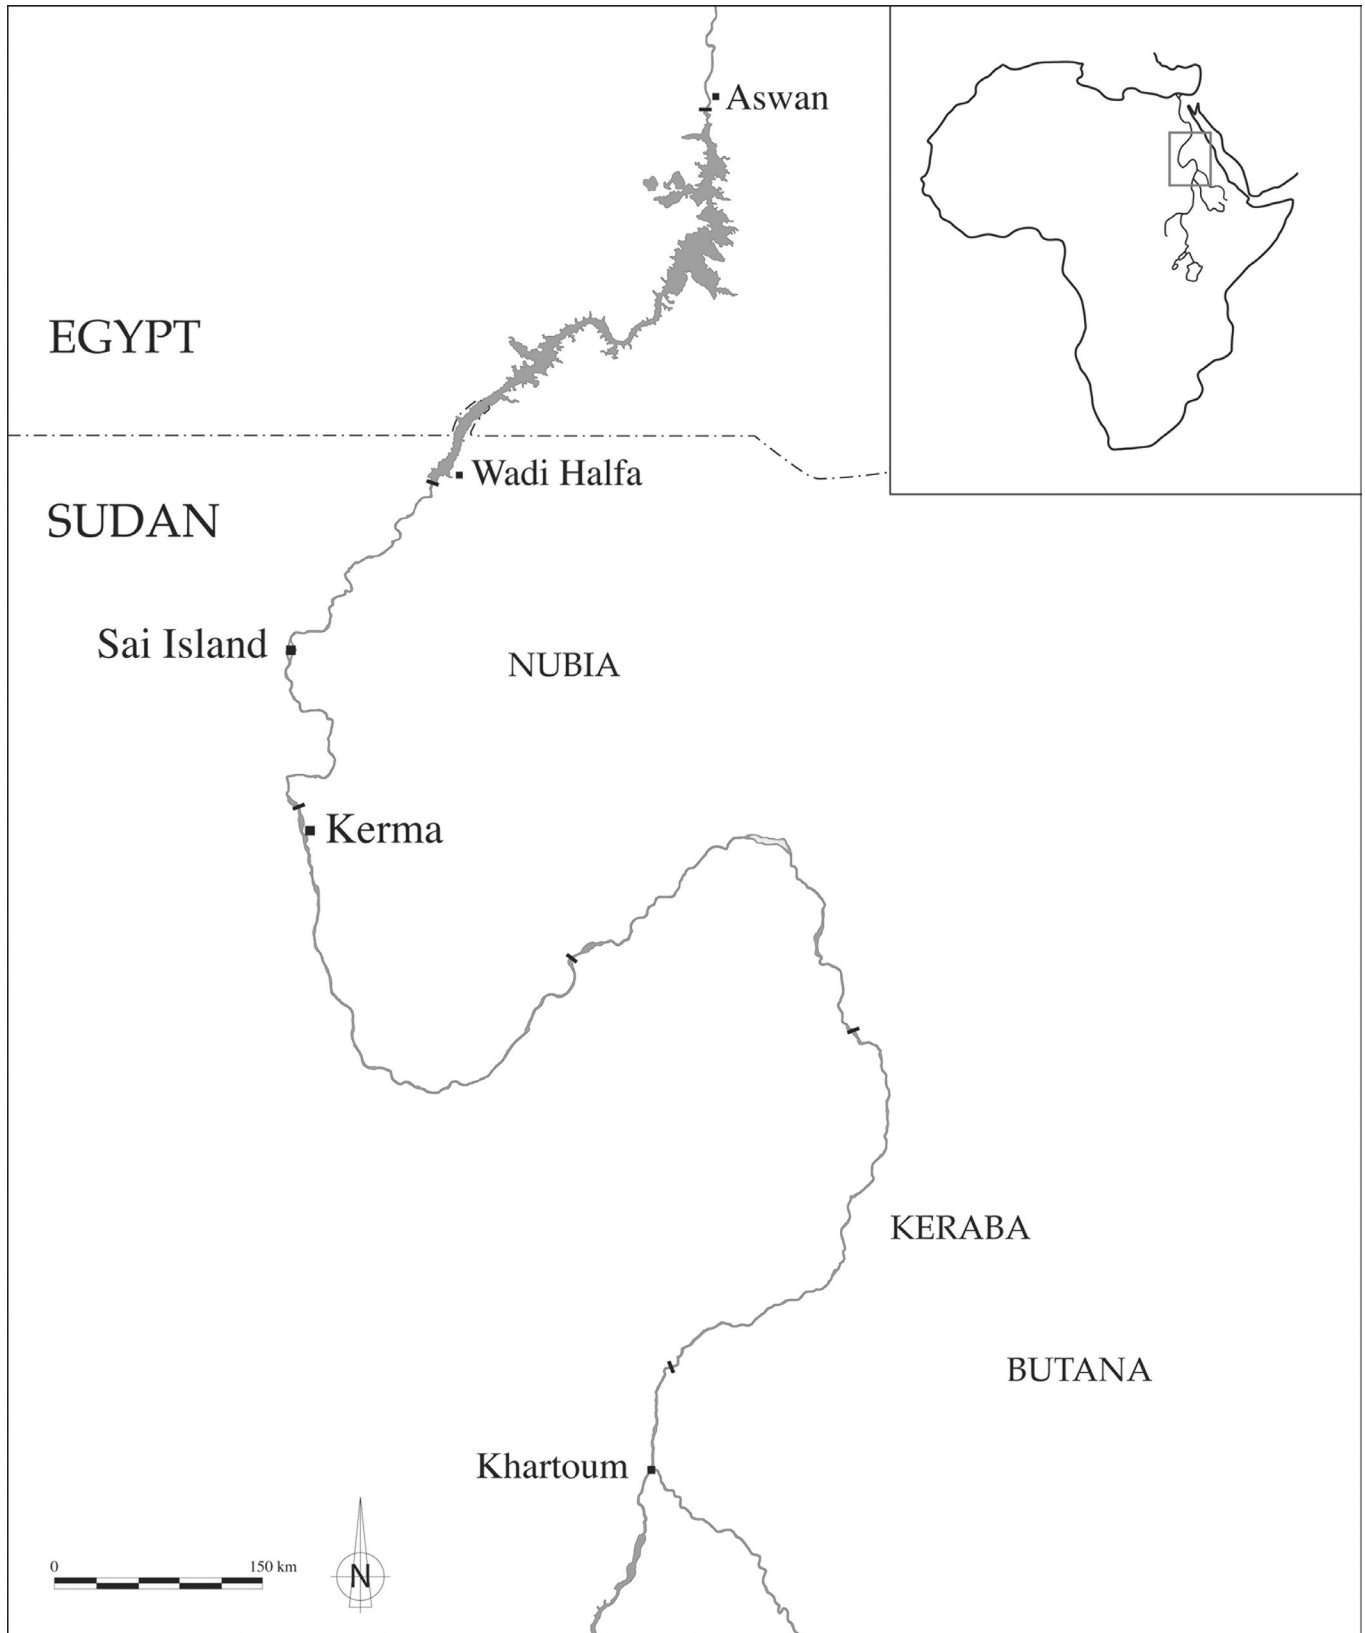 Aswan
EGYPT
Wadi Halfa
SUDAN
Sai Island
NUBIA
Kerma
KERABA
BUTANA
Khartoum
0 150 km
N